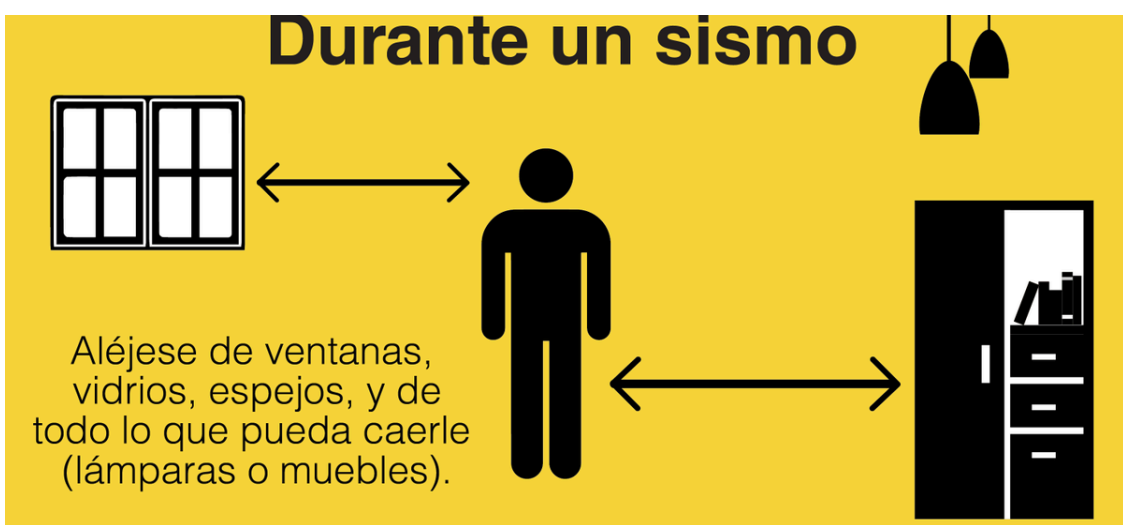 Durante un sismo
Aléjese de ventanas,
vidrios, espejos, y de
todo lo que pueda caerle
(lámparas o muebles).